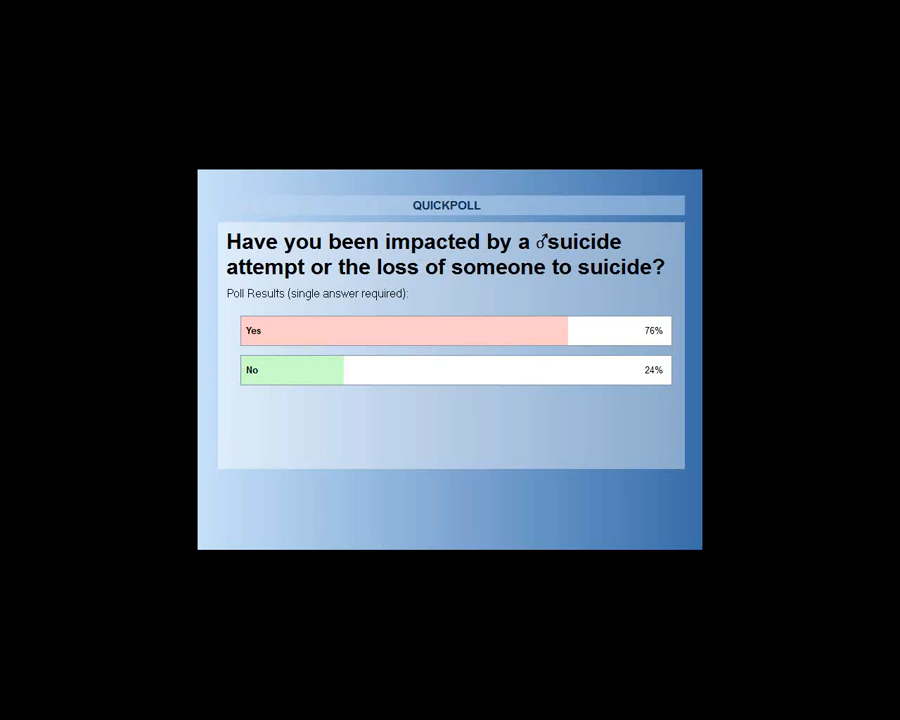 QUICKPOLL
Have you been impacted by a ♂suicide
attempt or the loss of someone to suicide?
Poll Results (single answer required):
Yes 76%
No 24%